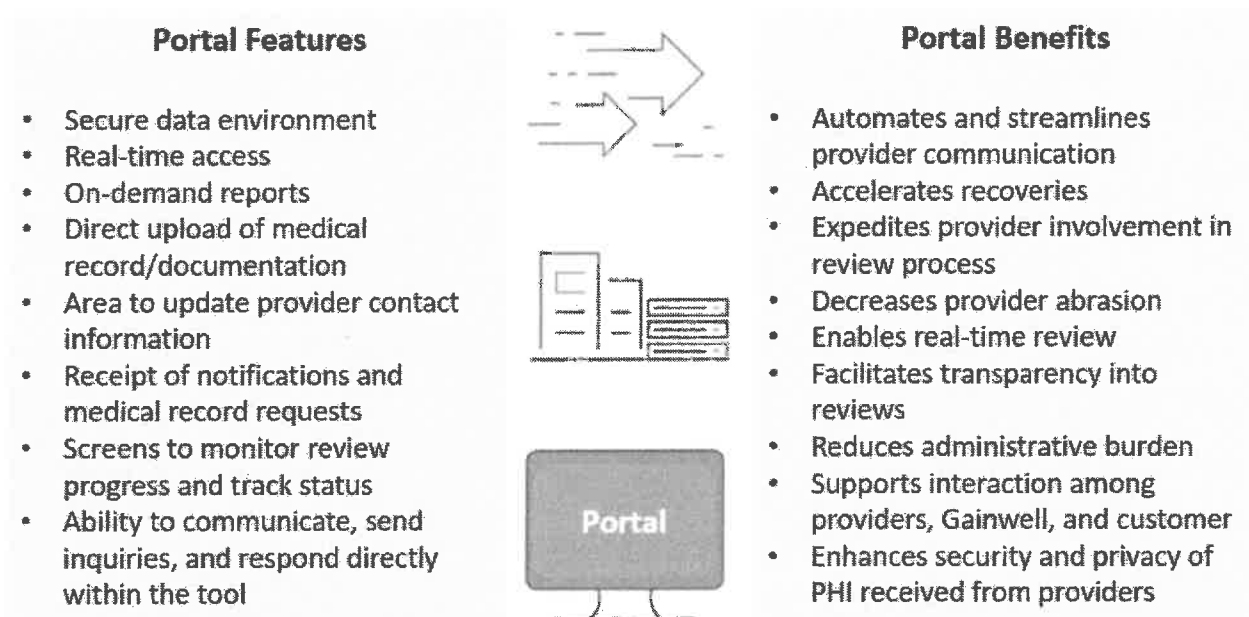 Portal Features
• Secure data environment
• Real-time access
• On-demand reports
• Direct upload of medical
record/documentation
• Area to update provider contact
information
• Receipt of notifications and
medical record requests
• Screens to monitor review
progress and track status
• Ability to communicate, send
inquiries, and respond directly
within the tool
Portal
Portal Benefits
• Automates and streamlines
provider communication
• Accelerates recoveries
• Expedites provider involvement in
review process
• Decreases provider abrasion
• Enables real-time review
• Facilitates transparency into
reviews
• Reduces administrative burden
• Supports interaction among
providers, Gainwell, and customer
• Enhances security and privacy of
PHI received from providers